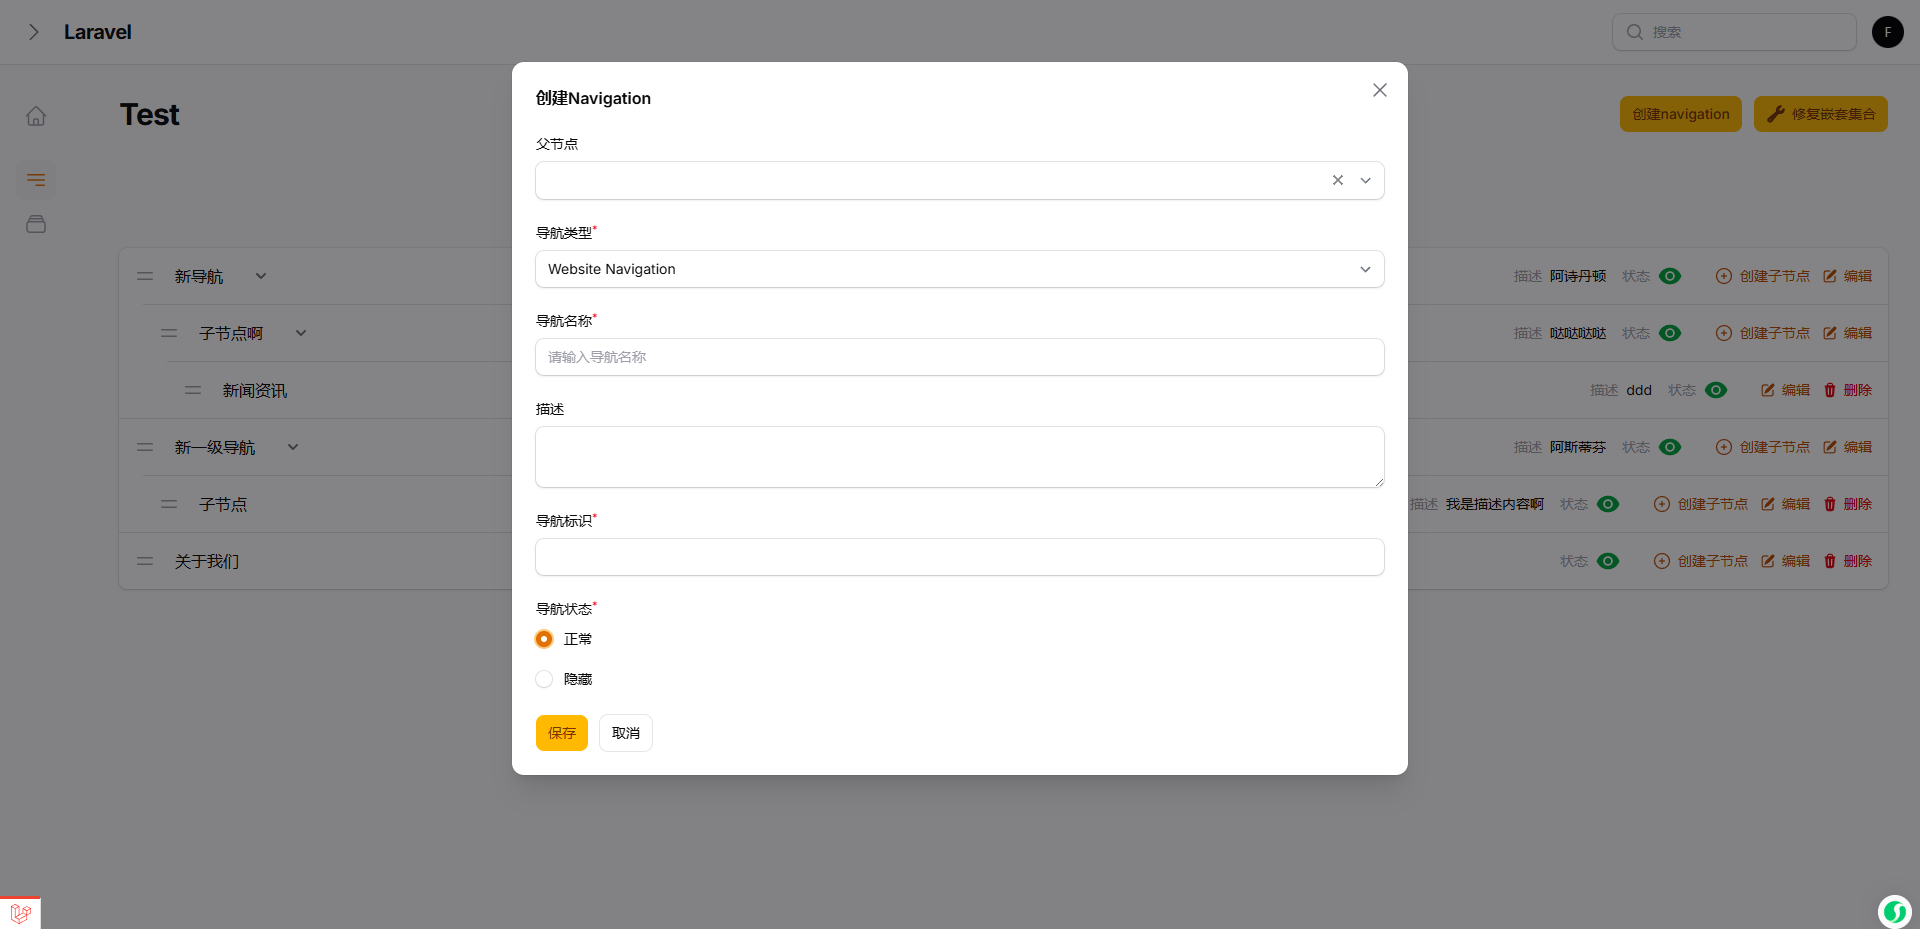 Laravel
搜索
F
Test
创建navigation
修复嵌套集合
创建Navigation
父节点
导航类型*
Website Navigation
导航名称*
请输入导航名称
描述
导航标识*
导航状态*
正常
隐藏
保存
取消
新导航
描述 阿诗丹顿 状态 创建子节点 编辑
子节点啊
描述 哒哒哒哒 状态 创建子节点 编辑
新闻资讯
描述 ddd 状态 编辑 删除
新一级导航
描述 阿斯蒂芬 状态 创建子节点 编辑
子节点
描述 我是描述内容啊 状态 创建子节点 编辑 删除
关于我们
状态 创建子节点 编辑 删除